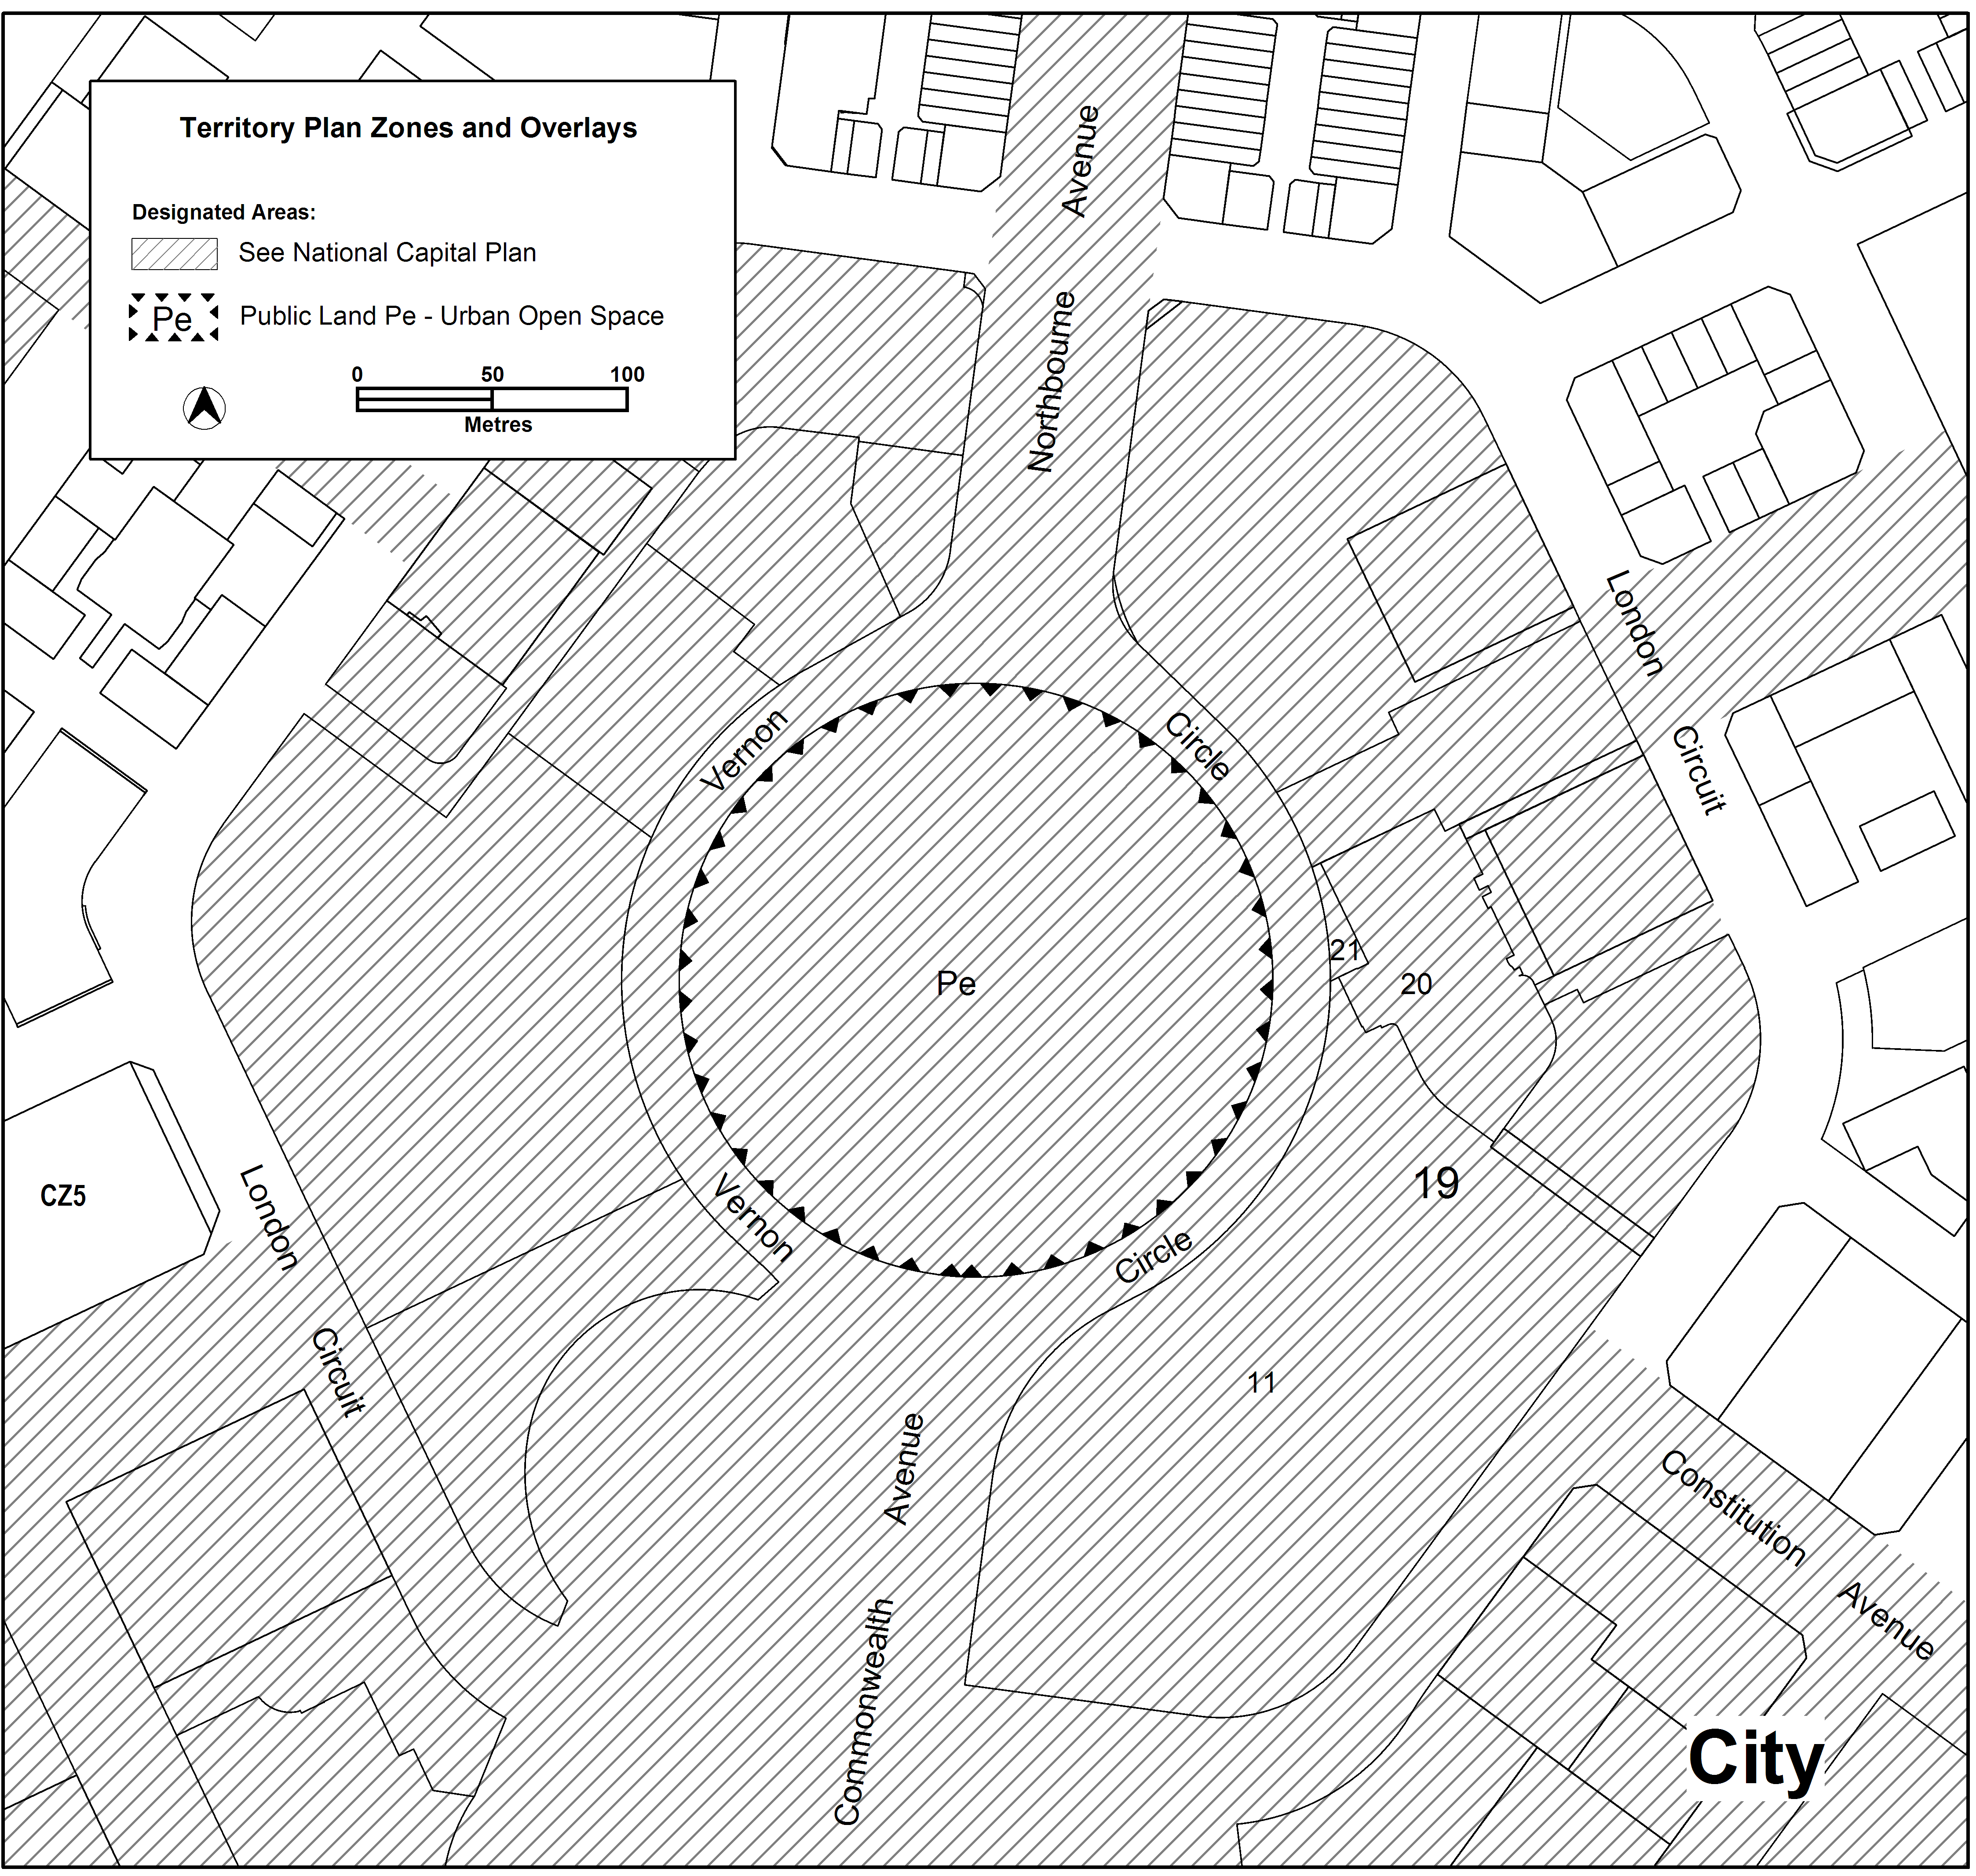 Territory Plan Zones and Overlays
Designated Areas:
See National Capital Plan
Pe
Public Land Pe - Urban Open Space
0 50 100
Metres
Northbourne Avenue
London Circuit
Vernon
Circle
Pe
21
20
19
CZ5
London Circuit
Vernon
Circle
11
Commonwealth Avenue
Constitution Avenue
City